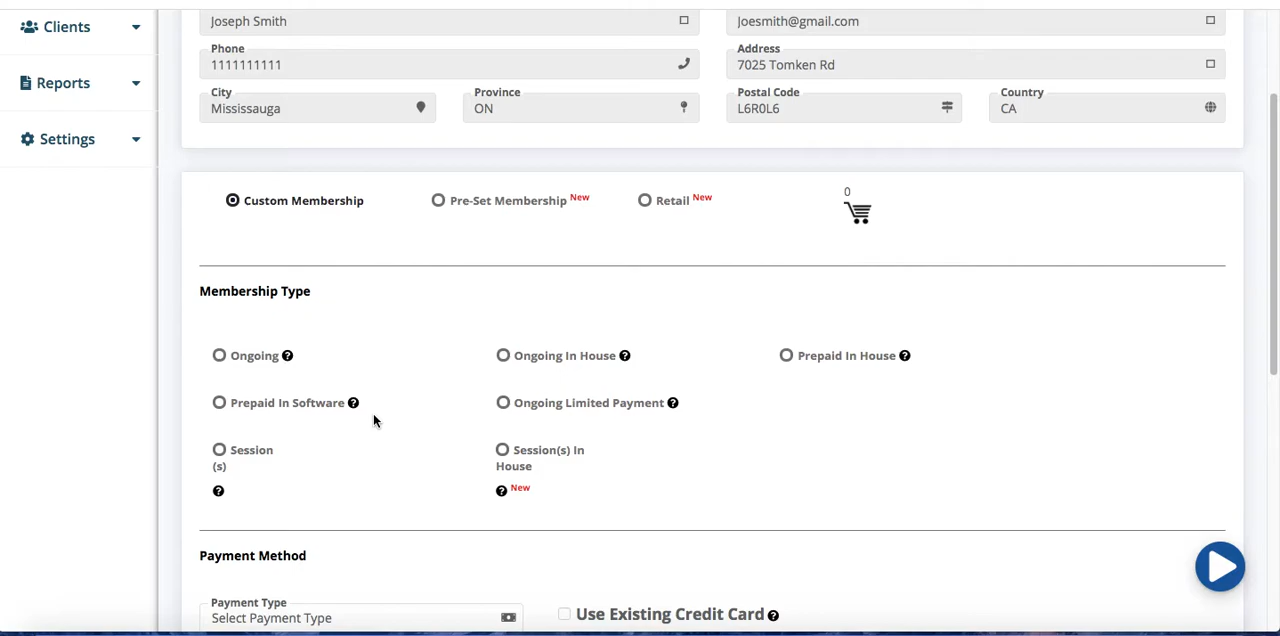 Clients
Reports
Settings
Joseph Smith
Joesmith@gmail.com
Phone
1111111111
Address
7025 Tomken Rd
City
Mississauga
Province
ON
Postal Code
L6R0L6
Country
CA
Custom Membership
Pre-Set Membership New
Retail New
0
Membership Type
Ongoing ?
Ongoing In House ?
Prepaid In House ?
Prepaid In Software ?
Ongoing Limited Payment ?
Session
(s)
?
Session(s) In
House
? New
Payment Method
Payment Type
Select Payment Type
Use Existing Credit Card ?